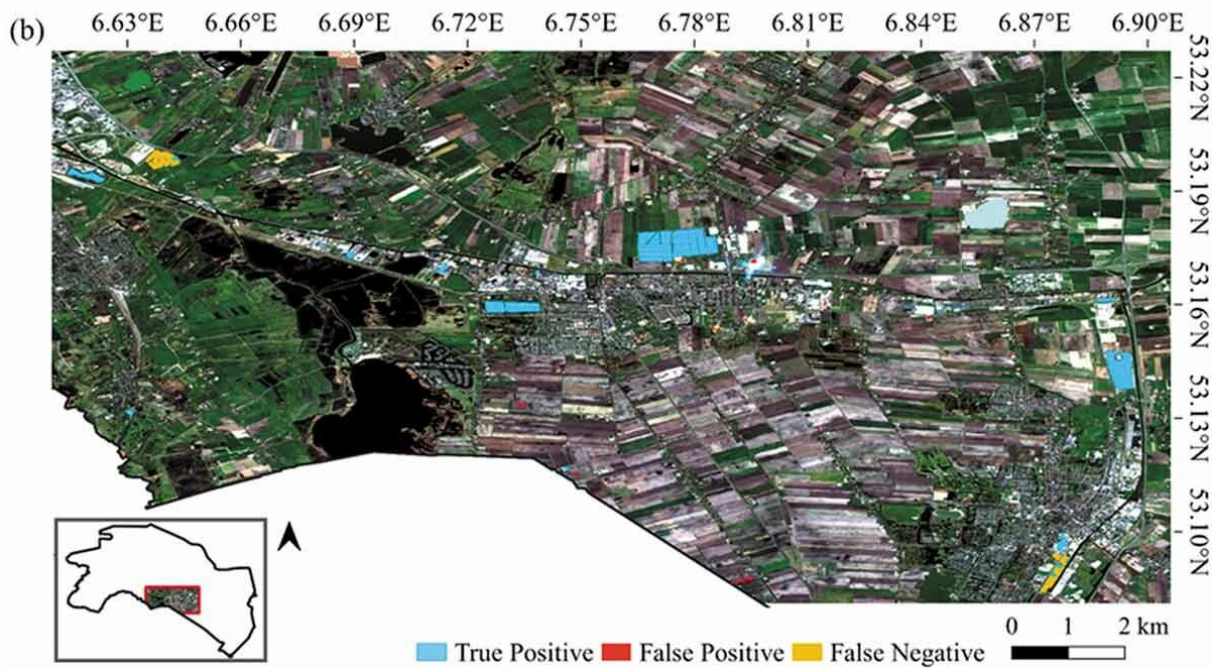 (b)
6.63°E 6.66°E 6.69°E 6.72°E 6.75°E 6.78°E 6.81°E 6.84°E 6.87°E 6.90°E
53.22°N
53.19°N
53.16°N
53.13°N
53.10°N
True Positive False Positive False Negative
0 1 2 km